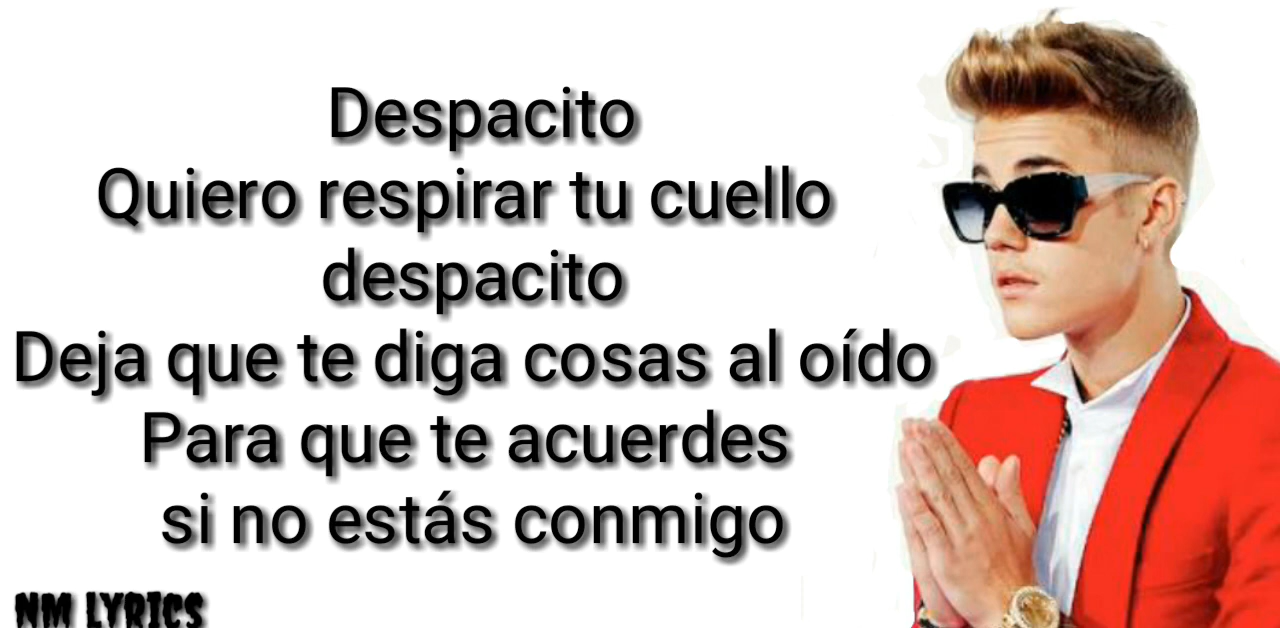 Despacito
Quiero respirar tu cuello
despacito
Deja que te diga cosas al oído
Para que te acuerdes
si no estás conmigo
NM LYRICS